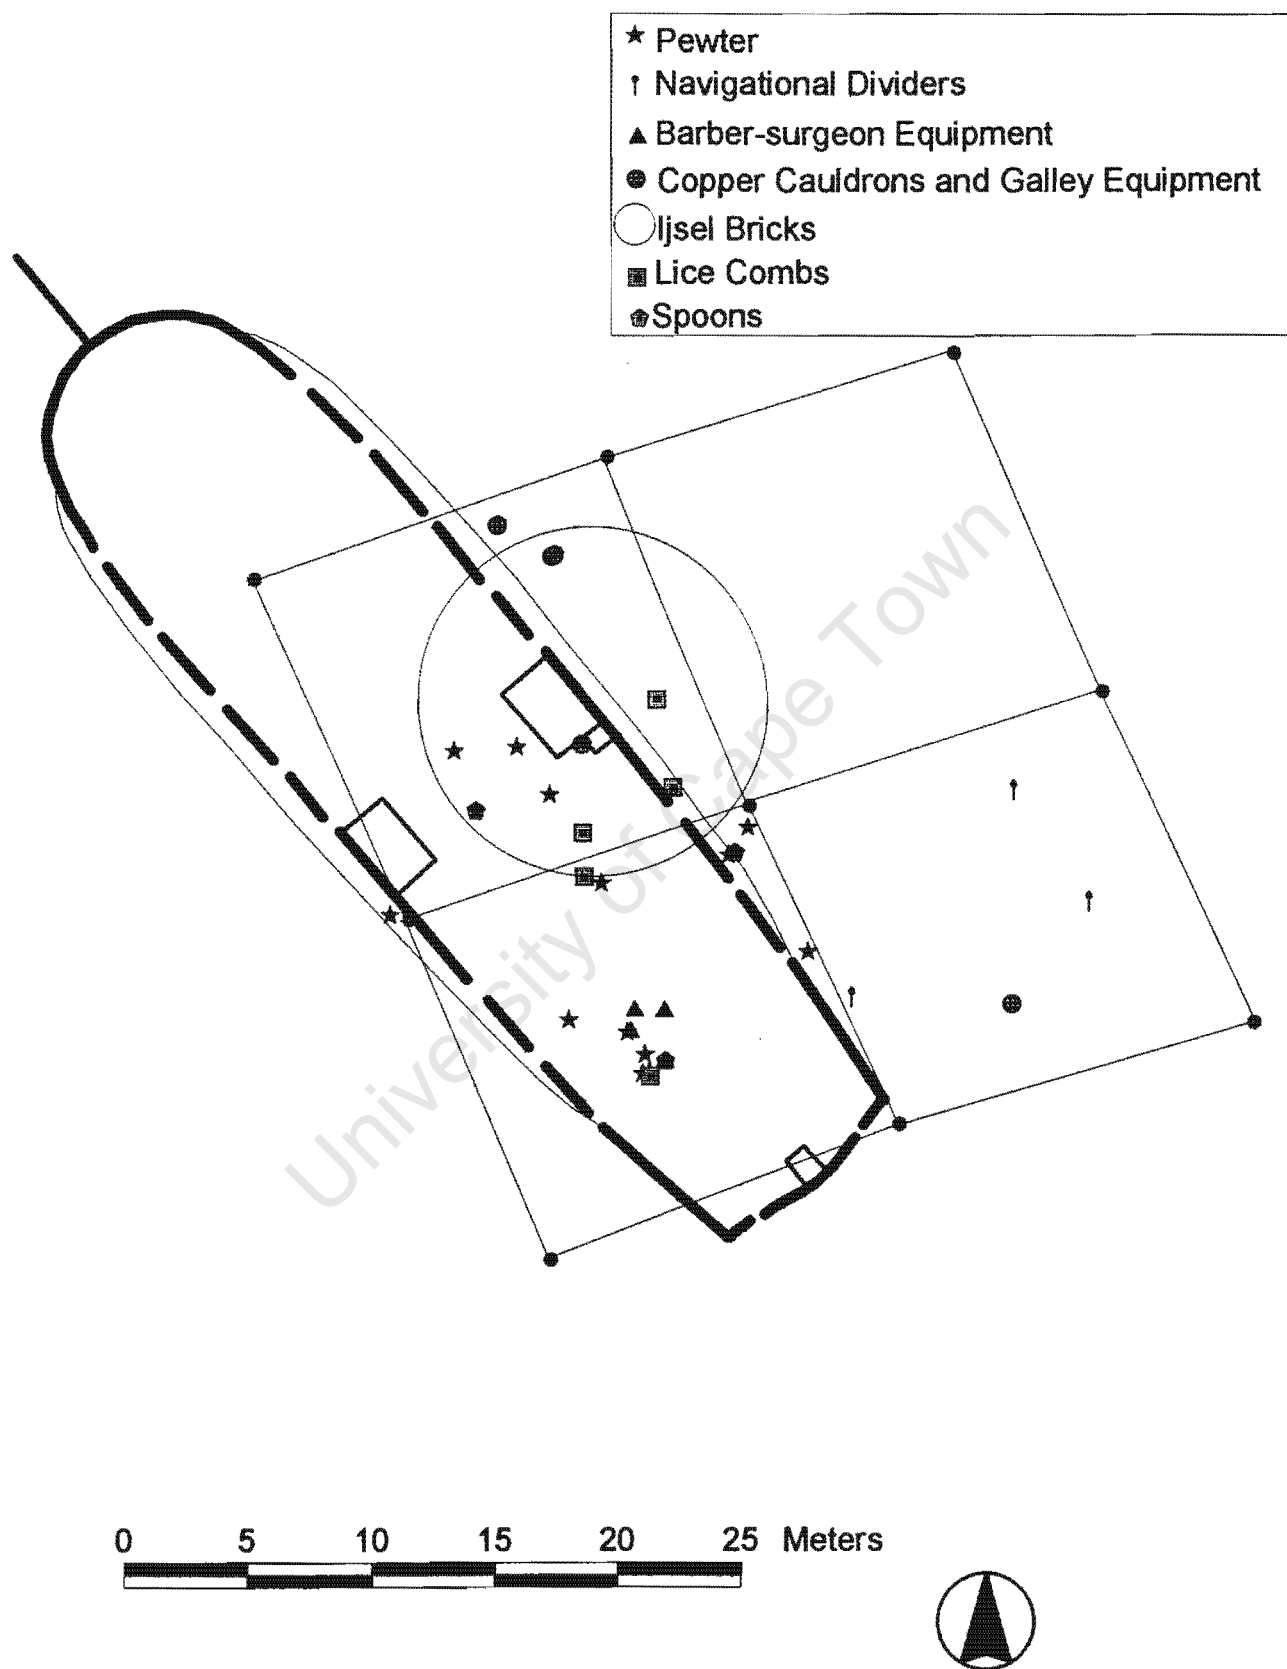 Pewter
Navigational Dividers
Barber-surgeon Equipment
Copper Cauldrons and Galley Equipment
Ijsel Bricks
Lice Combs
Spoons
University of Cape Town
0 5 10 15 20 25 Meters